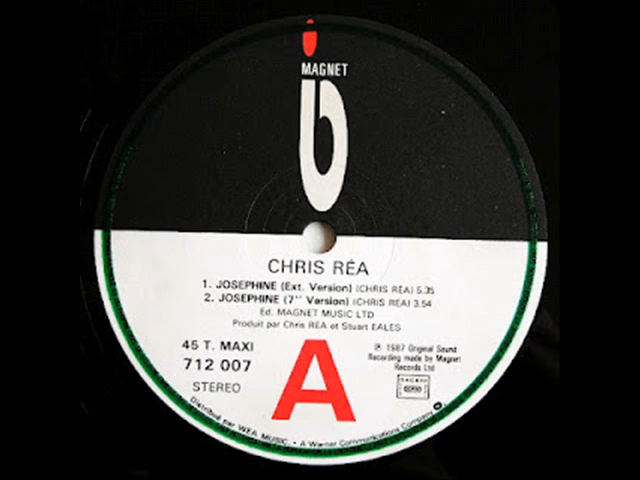 MAGNET
CHRIS RÉA
1. JOSEPHINE (Ext. Version) (CHRIS REA) 5.35
2. JOSEPHINE (7'' Version) (CHRIS REA) 3.54
Ed. MAGNET MUSIC LTD
Produit par Chris REA et Stuart EALES
45 T. MAXI
712 007
STEREO
A
℗ 1987 Original Sound
Recording made by Magnet
Records Ltd
SACEM
Distribué par WEA MUSIC. • A Warner Communications Company